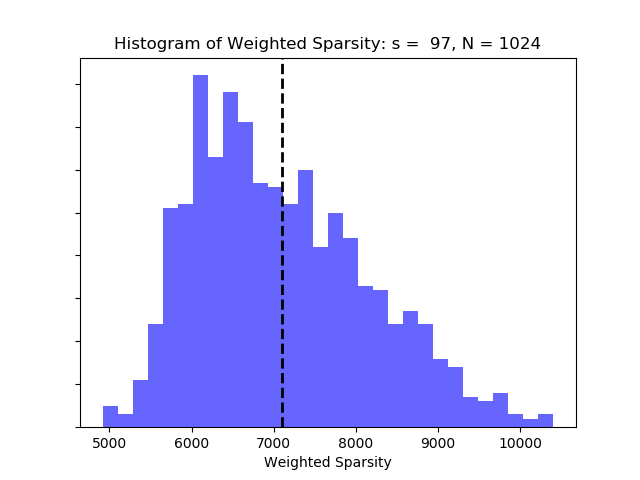 Histogram of Weighted Sparsity: s =  97, N = 1024
5000 6000 7000 8000 9000 10000
Weighted Sparsity